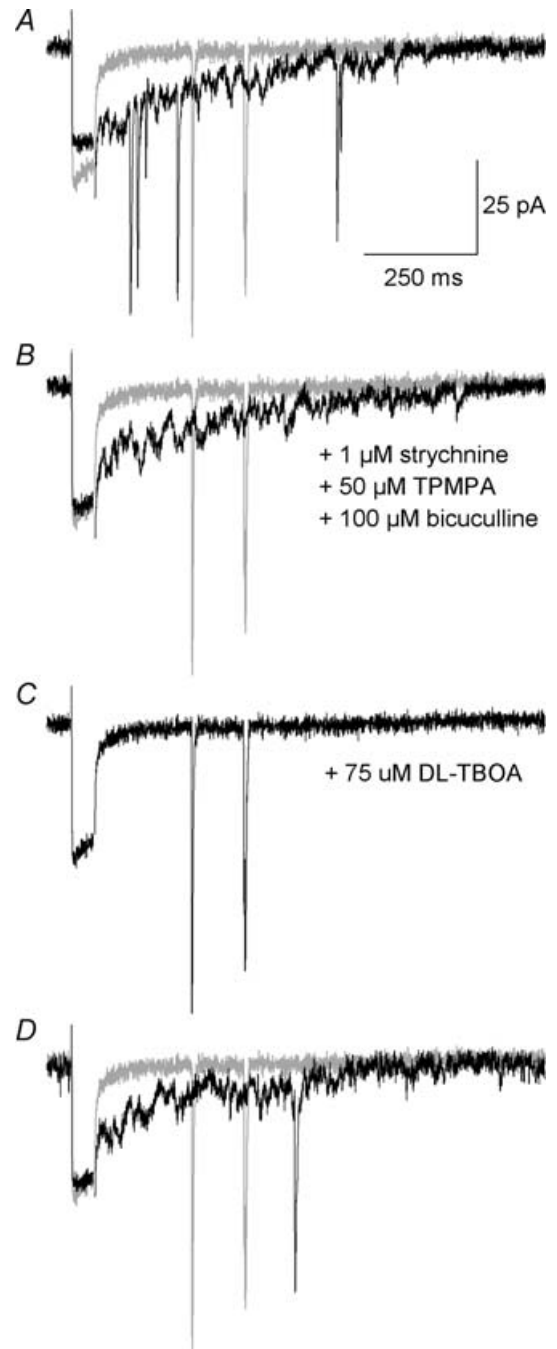 A
25 pA
250 ms
B
+ 1 µM strychnine
+ 50 µM TPMPA
+ 100 µM bicuculline
C
+ 75 uM DL-TBOA
D